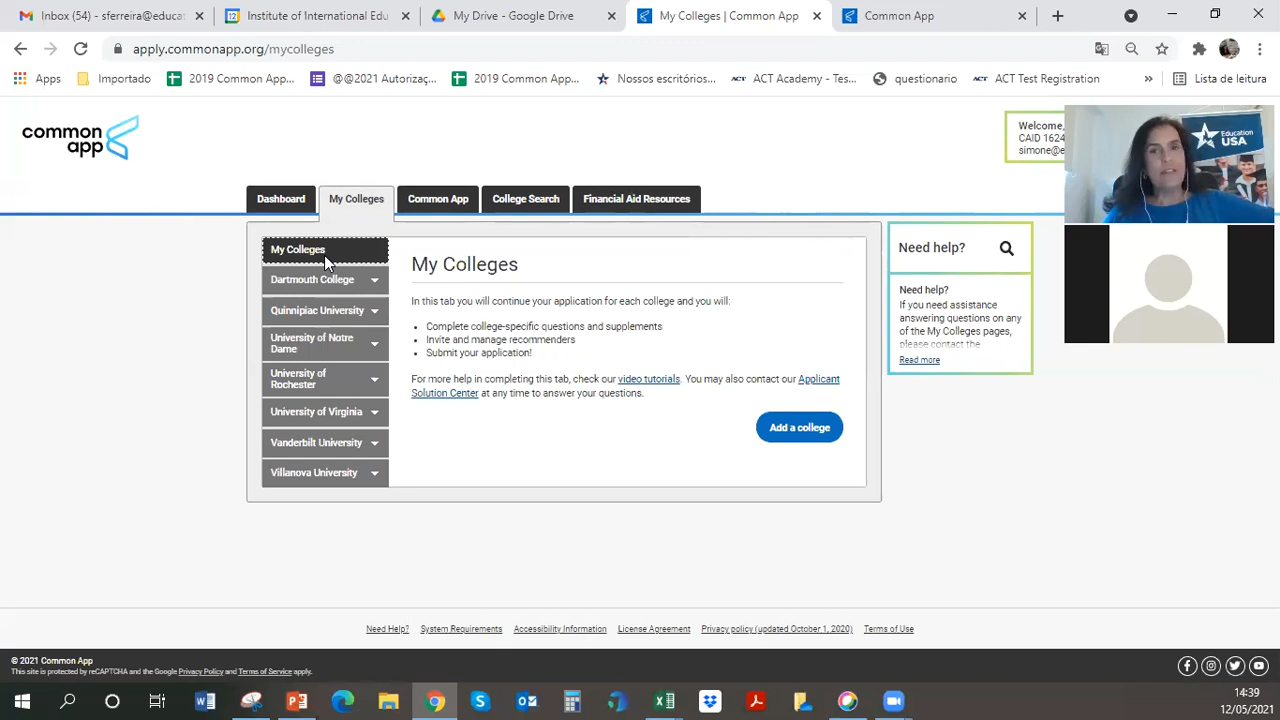 Inbox (54) - sferreira@educat
Institute of International Edu
My Drive - Google Drive
My Colleges | Common App
Common App
apply.commonapp.org/mycolleges
Apps
Importado
2019 Common App...
@@2021 Autorizaç...
2019 Common App...
Nossos escritórios...
ACT Academy - Tes...
questionario
ACT Test Registration
Lista de leitura
common
app
Welcome,
CAID 1624
simone@e
Education
USA
Dashboard
My Colleges
Common App
College Search
Financial Aid Resources
My Colleges
Dartmouth College
Quinnipiac University
University of Notre
Dame
University of
Rochester
University of Virginia
Vanderbilt University
Villanova University
My Colleges
In this tab you will continue your application for each college and you will:
• Complete college-specific questions and supplements
• Invite and manage recommenders
• Submit your application!
For more help in completing this tab, check our video tutorials. You may also contact our Applicant
Solution Center at any time to answer your questions.
Add a college
Need help?
Need help?
If you need assistance
answering questions on any
of the My Colleges pages,
please contact the
Read more
Need Help?
System Requirements
Accessibility Information
License Agreement
Privacy policy (updated October 1, 2020)
Terms of Use
© 2021 Common App
This site is protected by reCAPTCHA and the Google Privacy Policy and Terms of Service apply.
14:39
12/05/2021